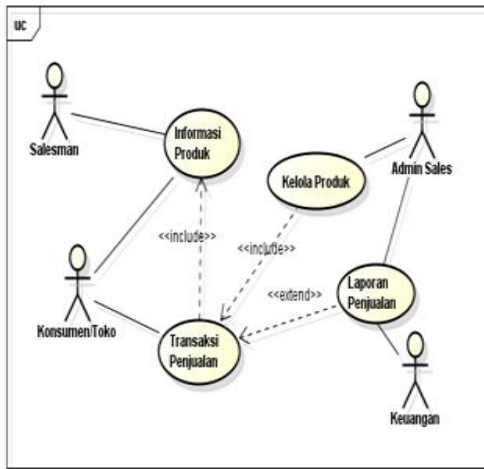 uc
Salesman
Informasi
Produk
Admin Sales
Kelola Produk
<<include>>
<<include>>
<<extend>>
Laporan
Penjualan
Konsumen/Toko
Transaksi
Penjualan
Keuangan